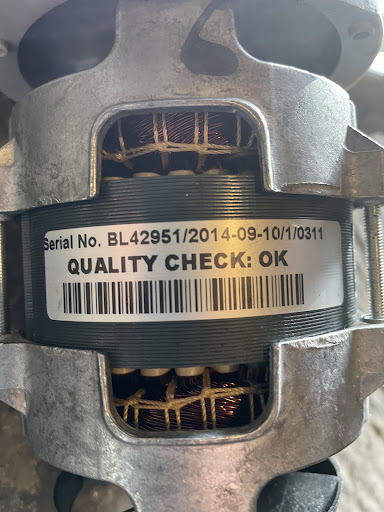 Serial No. BL42951/2014-09-10/1/0311
QUALITY CHECK: OK